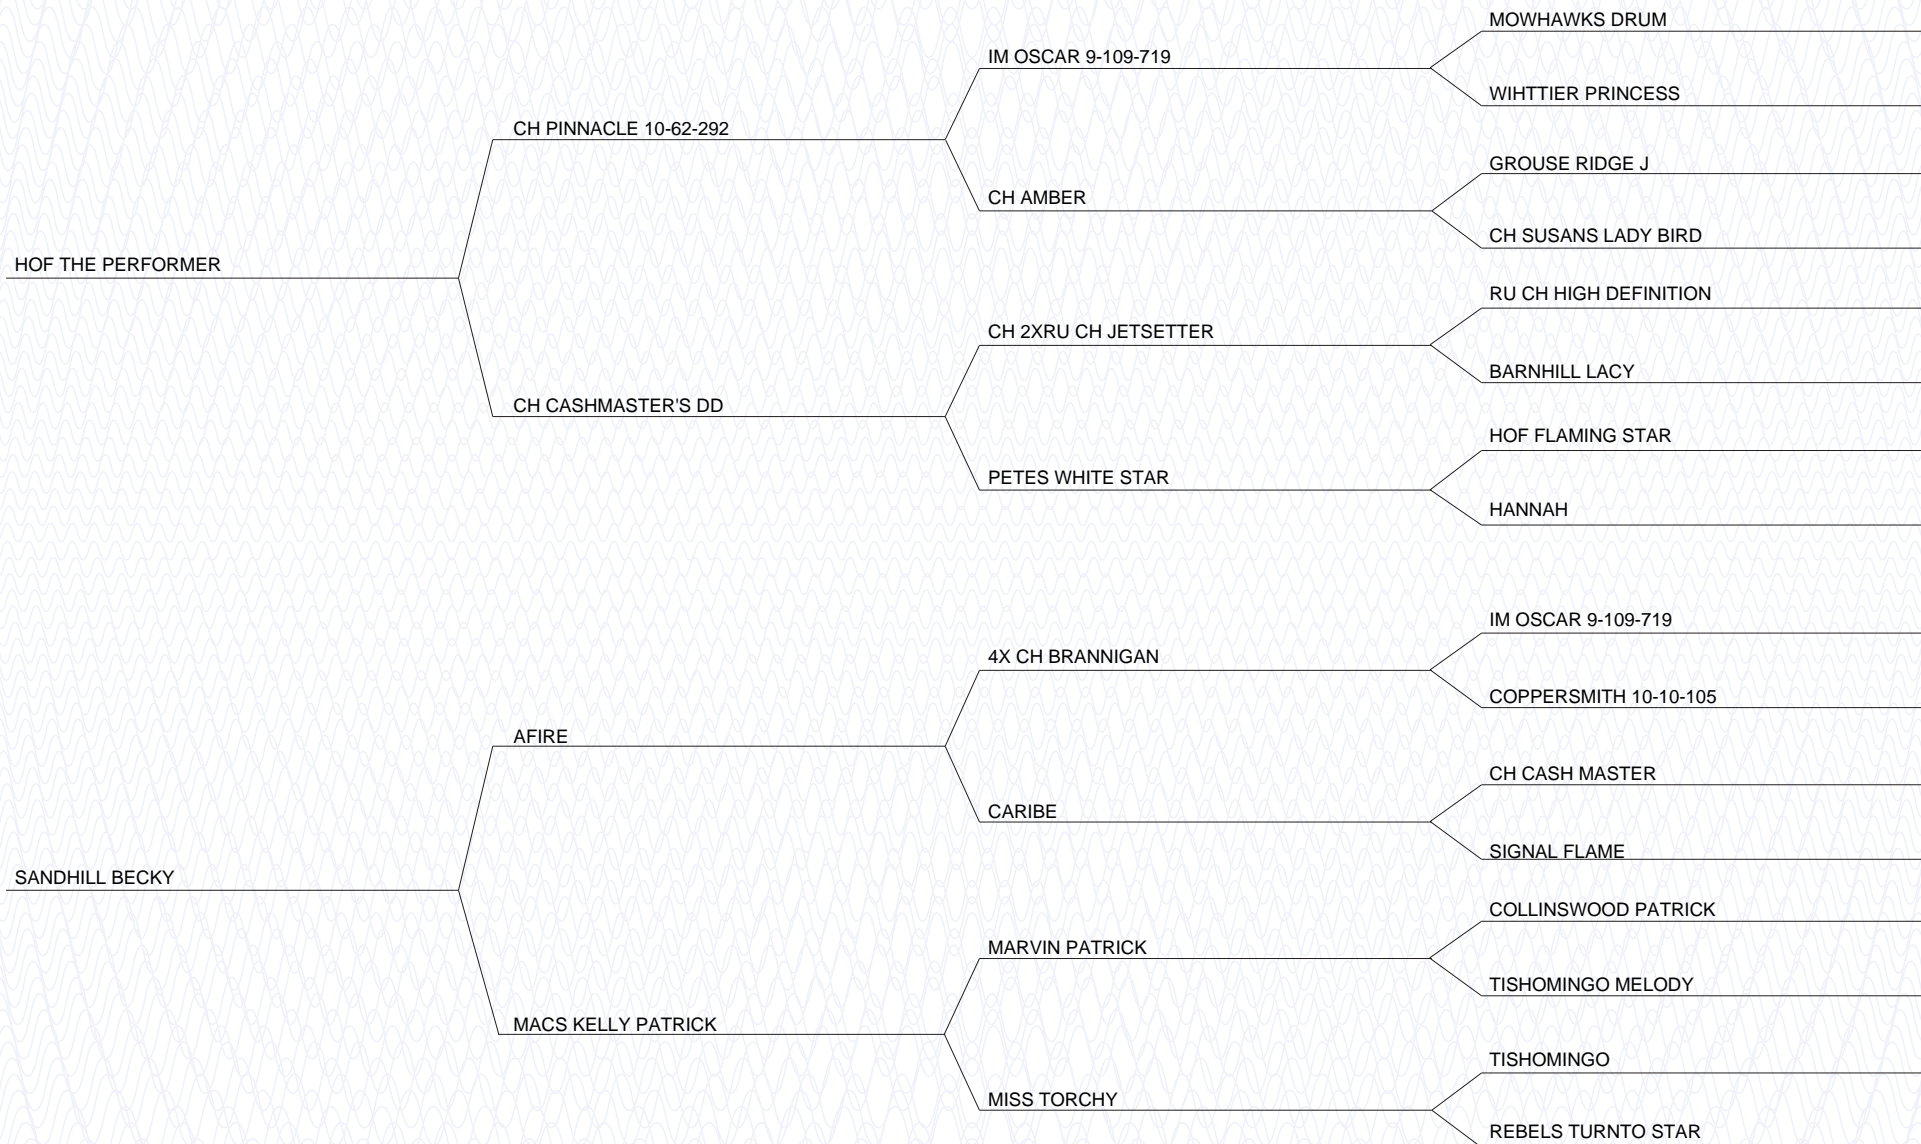 MOWHAWKS DRUM
IM OSCAR 9-109-719
WIHTTIER PRINCESS
CH PINNACLE 10-62-292
GROUSE RIDGE J
CH AMBER
CH SUSANS LADY BIRD
HOF THE PERFORMER
RU CH HIGH DEFINITION
CH 2XRU CH JETSETTER
BARNHILL LACY
CH CASHMASTER'S DD
HOF FLAMING STAR
PETES WHITE STAR
HANNAH
IM OSCAR 9-109-719
4X CH BRANNIGAN
COPPERSMITH 10-10-105
AFIRE
CH CASH MASTER
CARIBE
SIGNAL FLAME
SANDHILL BECKY
COLLINSWOOD PATRICK
MARVIN PATRICK
TISHOMINGO MELODY
MACS KELLY PATRICK
TISHOMINGO
MISS TORCHY
REBELS TURNTO STAR